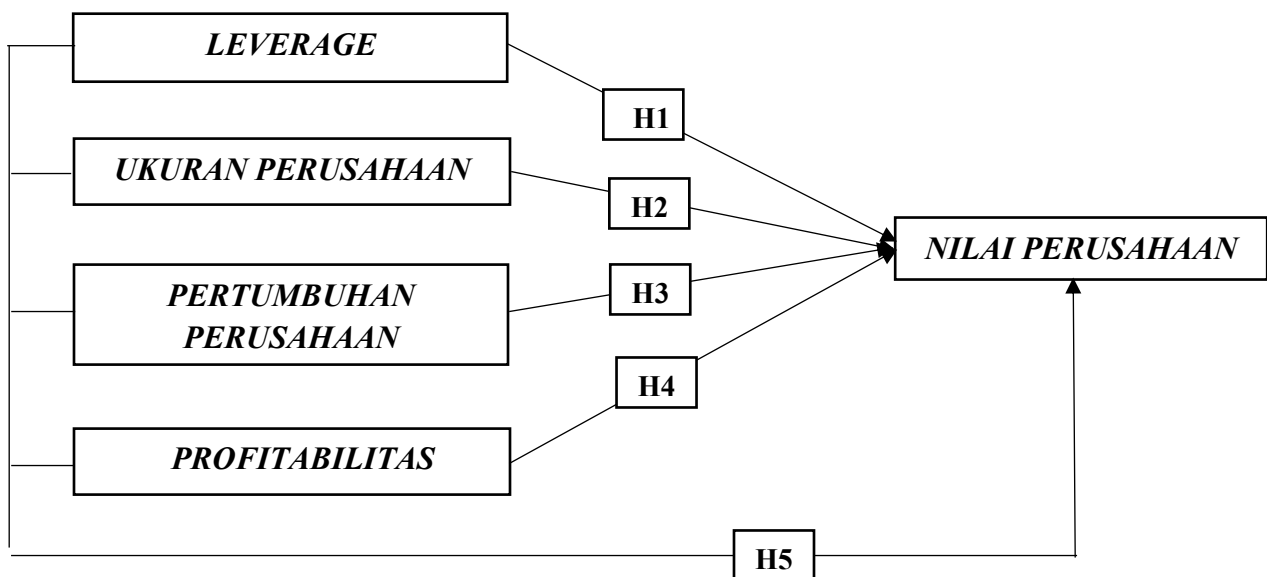 LEVERAGE
H1
UKURAN PERUSAHAAN
H2
NILAI PERUSAHAAN
PERTUMBUHAN
PERUSAHAAN
H3
H4
PROFITABILITAS
H5